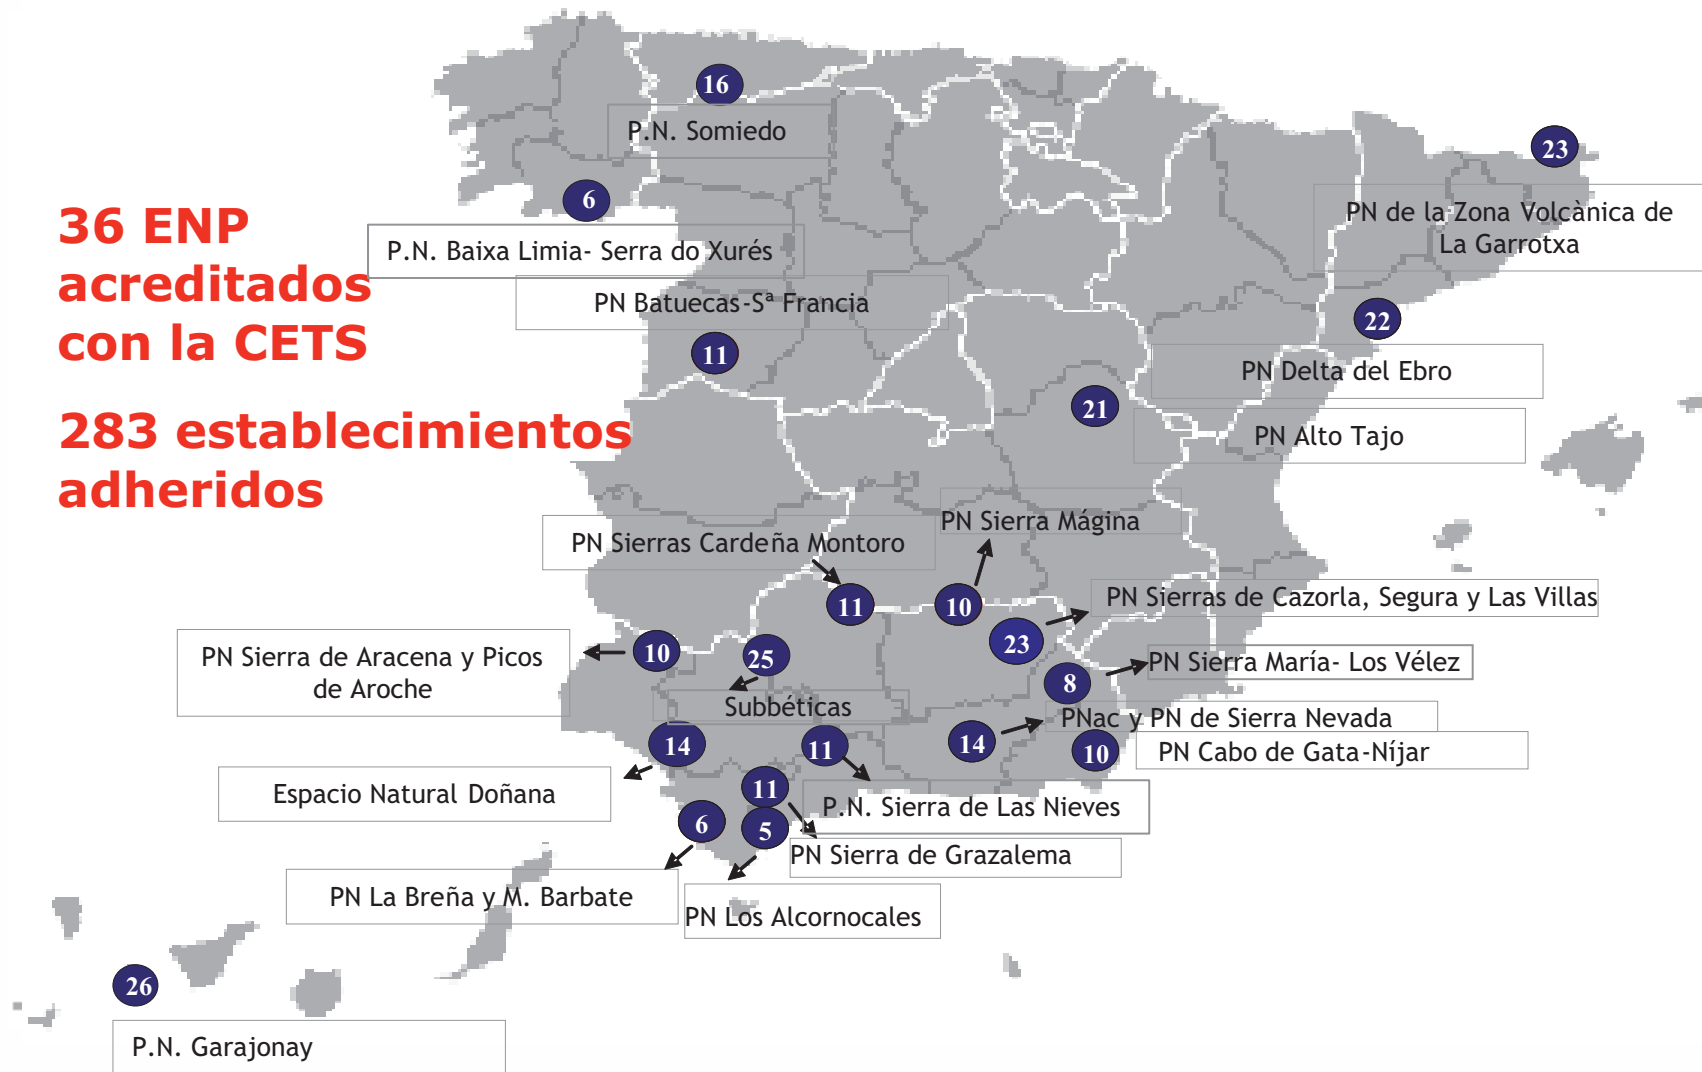 16
P.N. Somiedo
23
6
PN de la Zona Volcànica de
La Garrotxa
36 ENP
acreditados
con la CETS
P.N. Baixa Limia- Serra do Xurés
PN Batuecas-Sª Francia
22
11
PN Delta del Ebro
283 establecimientos
adheridos
21
PN Alto Tajo
PN Sierra Mágina
PN Sierras Cardeña Montoro
11
10
PN Sierras de Cazorla, Segura y Las Villas
23
PN Sierra de Aracena y Picos
de Aroche
10
25
PN Sierra María- Los Vélez
8
Subbéticas
PNac y PN de Sierra Nevada
14
11
14
10
PN Cabo de Gata-Níjar
Espacio Natural Doñana
11
P.N. Sierra de Las Nieves
6
5
PN Sierra de Grazalema
PN La Breña y M. Barbate
PN Los Alcornocales
26
P.N. Garajonay